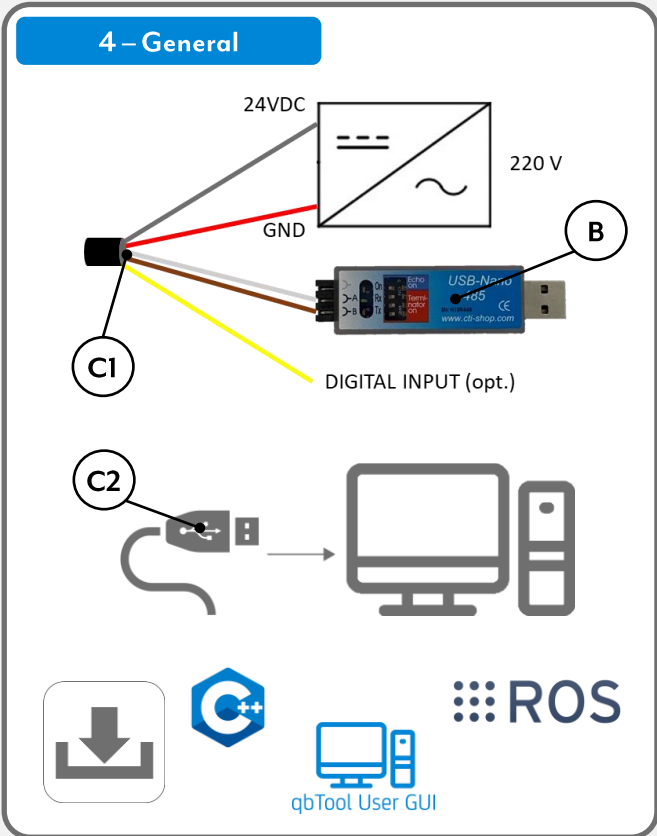 4 – General
24VDC
220 V
GND
B
Echo
on
On
Rx
Tx
A
B
Termi-
nator
on
USB-Nano
485
CE
www.cti-shop.com
C1
DIGITAL INPUT (opt.)
C2
C++
ROS
qbTool User GUI